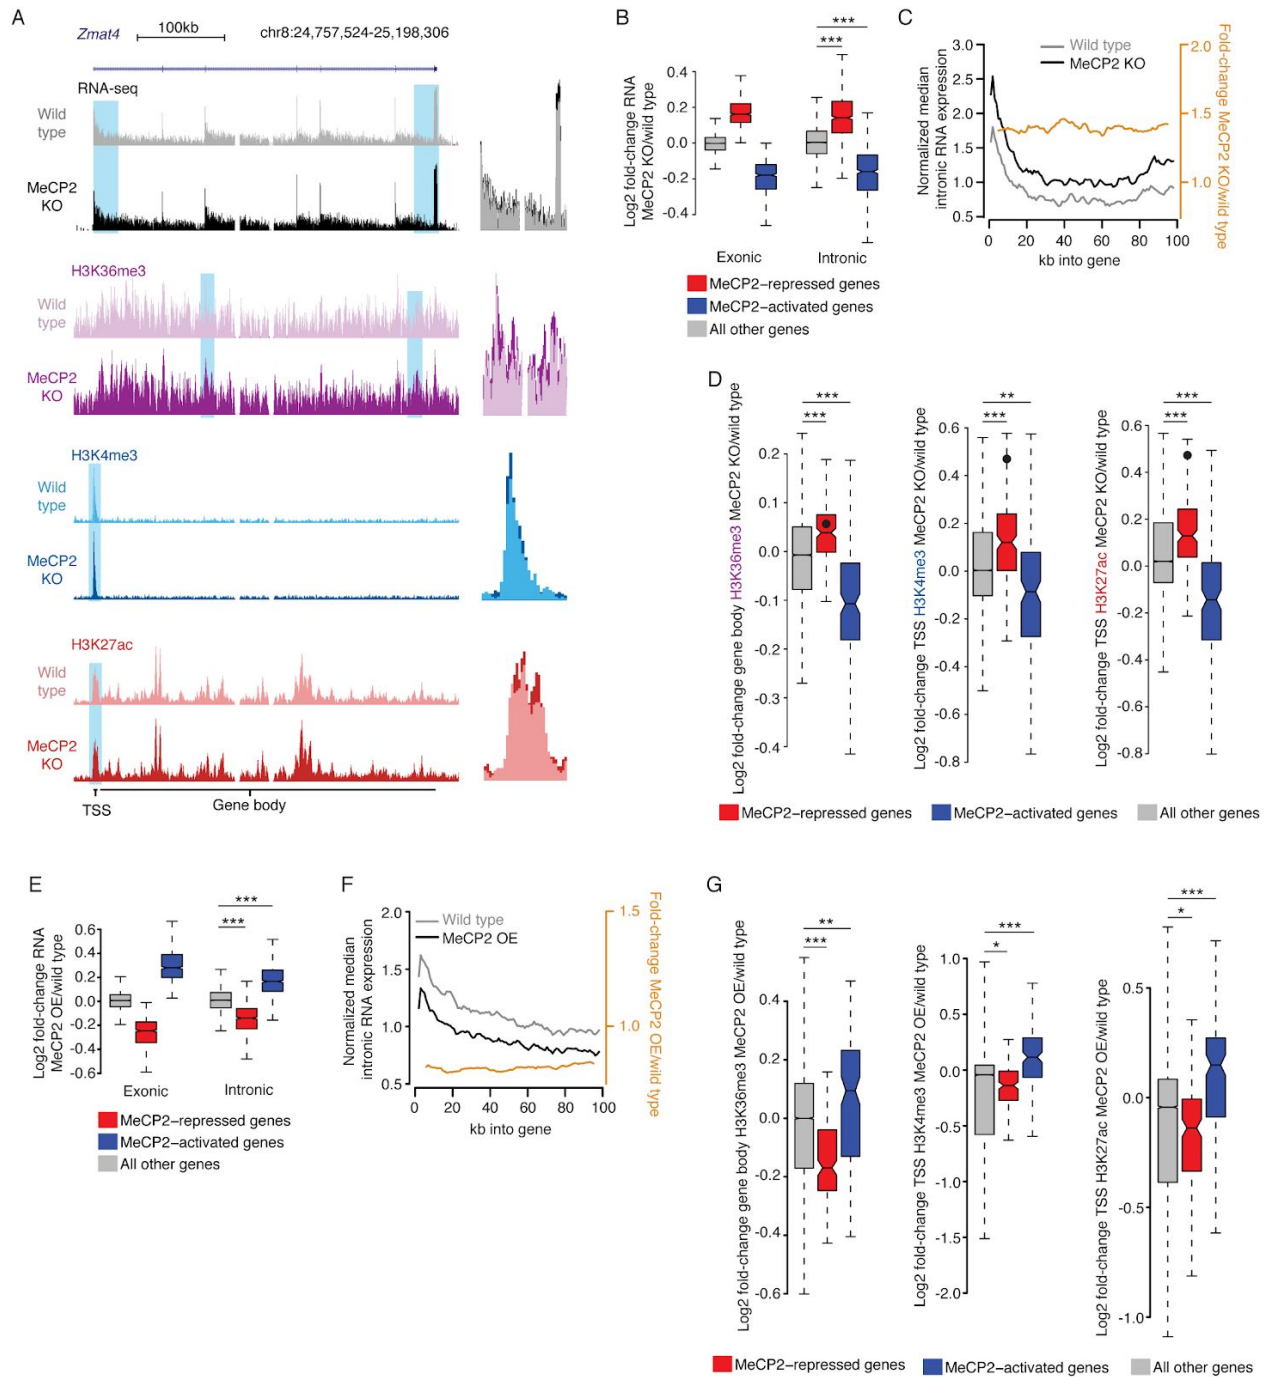 A
Zmat4
100kb
chr8:24,757,524-25,198,306
RNA-seq
Wild
type
MeCP2
KO
H3K36me3
Wild
type
MeCP2
KO
H3K4me3
Wild
type
MeCP2
KO
H3K27ac
Wild
type
MeCP2
KO
TSS
Gene body
B
Log2 fold-change RNA
MeCP2 KO/wild type
0.4
0.2
0.0
-0.2
-0.4
***
***
Exonic
Intronic
MeCP2-repressed genes
MeCP2-activated genes
All other genes
C
Normalized median
intronic RNA expression
3.0
2.5
2.0
1.5
1.0
0.5
Wild type
MeCP2 KO
0
20
40
60
80
100
kb into gene
2.0
1.5
1.0
Fold-change MeCP2 KO/wild type
D
Log2 fold-change gene body H3K36me3 MeCP2 KO/wild type
0.2
0.1
0.0
-0.1
-0.2
-0.3
-0.4
***
***
Log2 fold-change TSS H3K4me3 MeCP2 KO/wild type
0.6
0.4
0.2
0.0
-0.2
-0.4
-0.6
-0.8
**
***
Log2 fold-change TSS H3K27ac MeCP2 KO/wild type
0.6
0.4
0.2
0.0
-0.2
-0.4
-0.6
-0.8
***
***
MeCP2-repressed genes
MeCP2-activated genes
All other genes
E
Log2 fold-change RNA
MeCP2 OE/wild type
0.6
0.4
0.2
0.0
-0.2
-0.4
-0.6
***
***
Exonic
Intronic
MeCP2-repressed genes
MeCP2-activated genes
All other genes
F
Normalized median
intronic RNA expression
2.0
1.5
1.0
0.5
Wild type
MeCP2 OE
0
20
40
60
80
100
kb into gene
1.5
1.0
Fold-change MeCP2 OE/wild type
G
Log2 fold-change gene body H3K36me3 MeCP2 OE/wild type
0.4
0.2
0.0
-0.2
-0.4
-0.6
**
***
Log2 fold-change TSS H3K4me3 MeCP2 OE/wild type
1.0
0.5
0.0
-0.5
-1.0
-1.5
-2.0
***
*
Log2 fold-change TSS H3K27ac MeCP2 OE/wild type
0.5
0.0
-0.5
-1.0
***
*
MeCP2-repressed genes
MeCP2-activated genes
All other genes